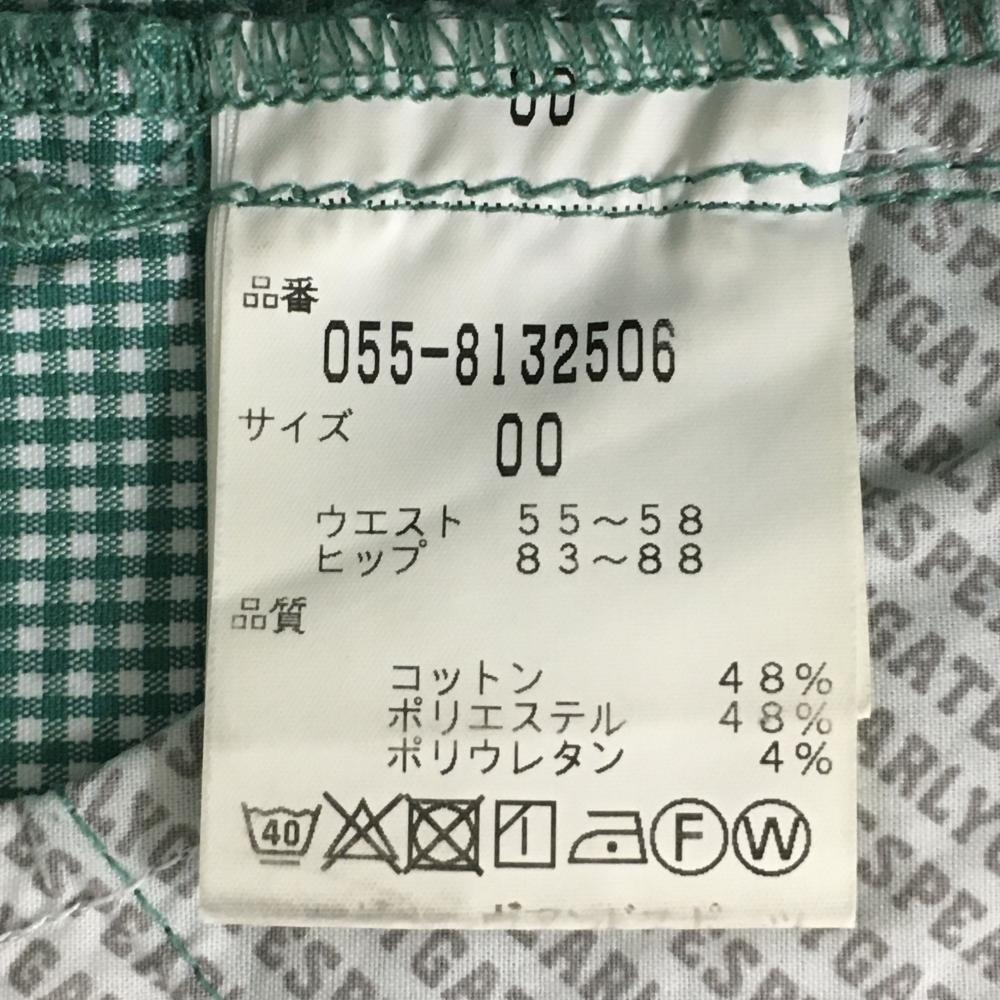 00
品番
055-8132506
サイズ
00
ウエスト 55~58
ヒップ 83~88
品質
コットン 48%
ポリエステル 48%
ポリウレタン 4%
40 F W
PEARLYGATES